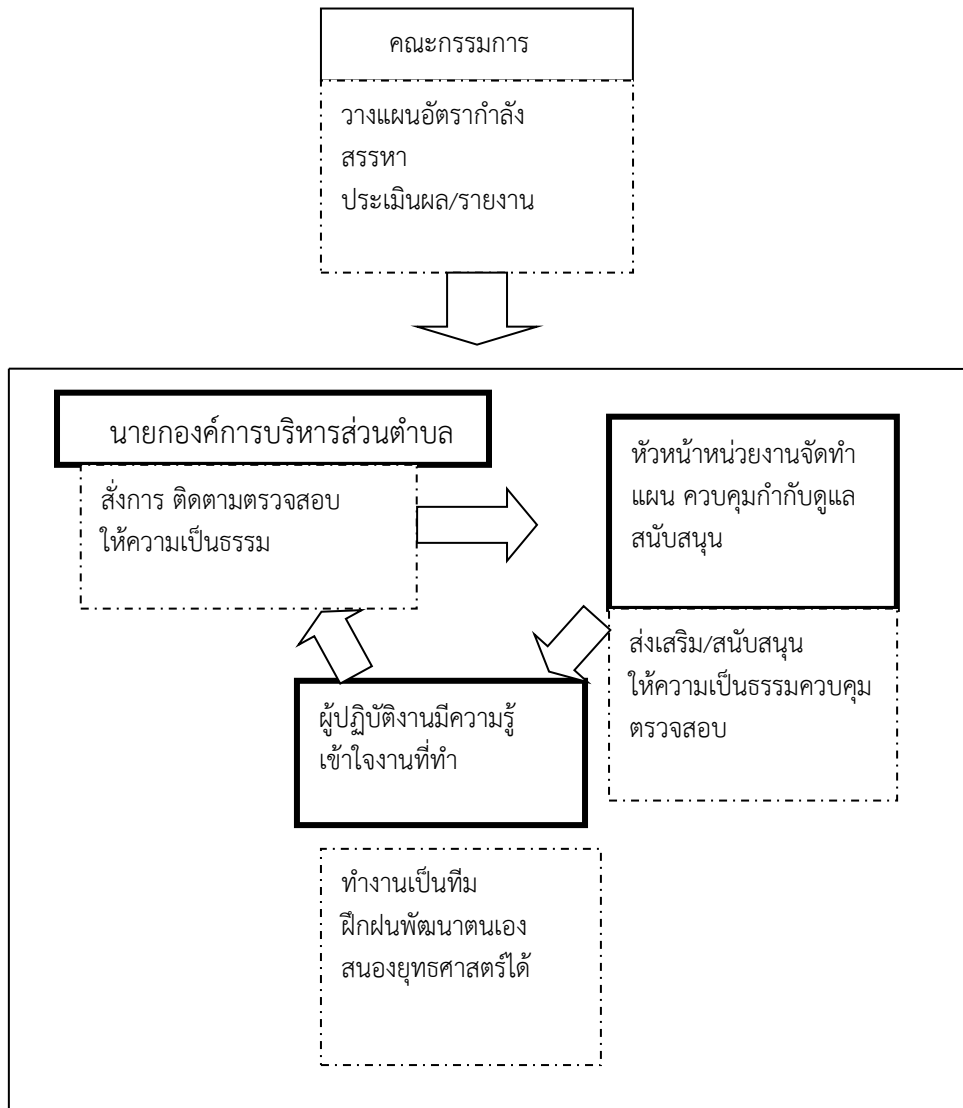 คณะกรรมการ
วางแผนอัตรากำลัง
สรรหา
ประเมินผล/รายงาน
นายกองค์การบริหารส่วนตำบล
สั่งการ ติดตามตรวจสอบ
ให้ความเป็นธรรม
หัวหน้าหน่วยงานจัดทำ
แผน ควบคุมกำกับดูแล
สนับสนุน
ส่งเสริม/สนับสนุน
ให้ความเป็นธรรมควบคุม
ตรวจสอบ
ผู้ปฏิบัติงานมีความรู้
เข้าใจงานที่ทำ
ทำงานเป็นทีม
ฝึกฝนพัฒนาตนเอง
สนองยุทธศาสตร์ได้